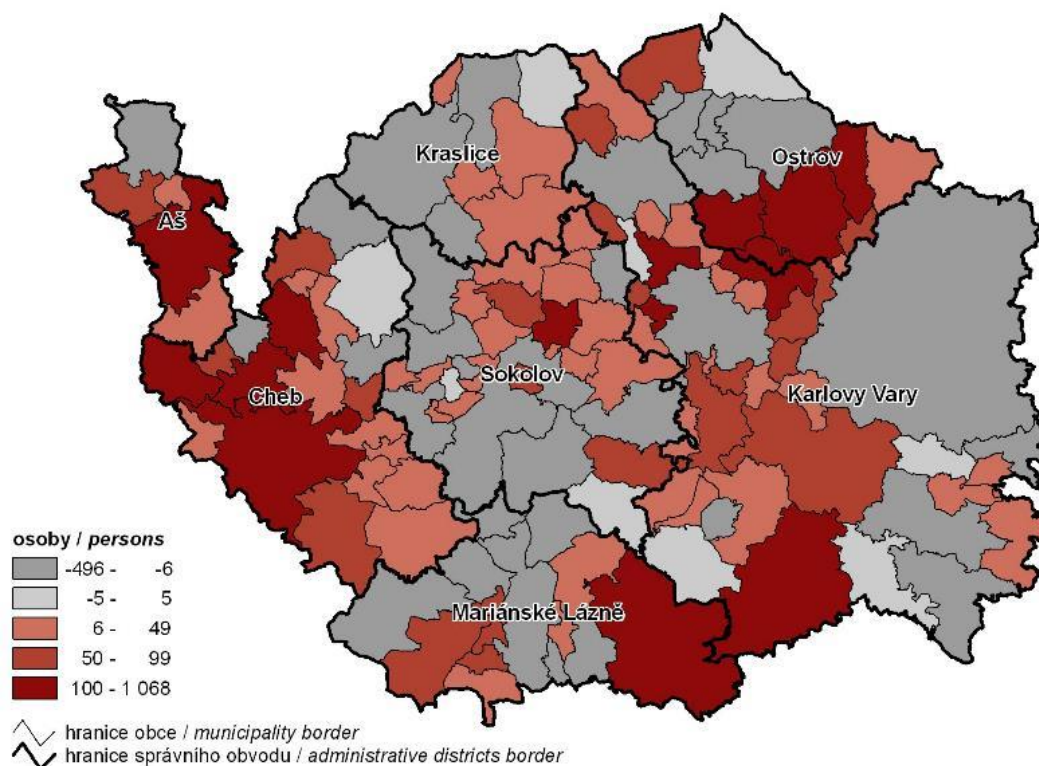 Kraslice
Ostrov
Aš
Sokolov
Cheb
Karlovy Vary
Mariánské Lázně
osoby / persons
-496 - -6
-5 - 5
6 - 49
50 - 99
100 - 1 068
hranice obce / municipality border
hranice správního obvodu / administrative districts border